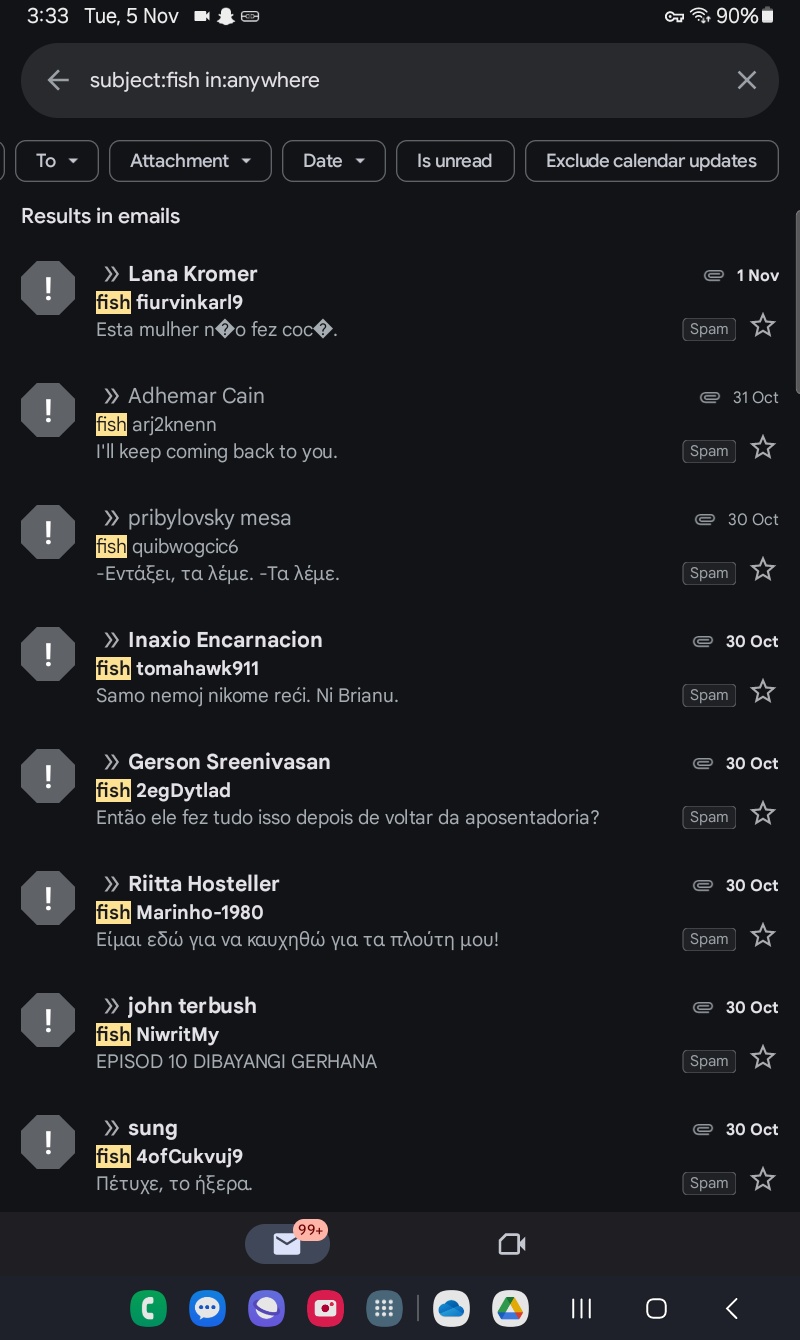 3:33 Tue, 5 Nov 90%
subject:fish in:anywhere
To Attachment Date Is unread Exclude calendar updates
Results in emails
Lana Kromer 1 Nov
fish fiurvinkarl9
Esta mulher n�o fez coc�. Spam
Adhemar Cain 31 Oct
fish arj2knenn
I'll keep coming back to you. Spam
pribylovsky mesa 30 Oct
fish quibwogcic6
-Εντάξει, τα λέμε. -Τα λέμε. Spam
Inaxio Encarnacion 30 Oct
fish tomahawk911
Samo nemoj nikome reći. Ni Brianu. Spam
Gerson Sreenivasan 30 Oct
fish 2egDytlad
Então ele fez tudo isso depois de voltar da aposentadoria? Spam
Riitta Hosteller 30 Oct
fish Marinho-1980
Είμαι εδώ για να καυχηθώ για τα πλούτη μου! Spam
john terbush 30 Oct
fish NiwritMy
EPISOD 10 DIBAYANGI GERHANA Spam
sung 30 Oct
fish 4ofCukvuj9
Πέτυχε, το ήξερα. Spam
99+